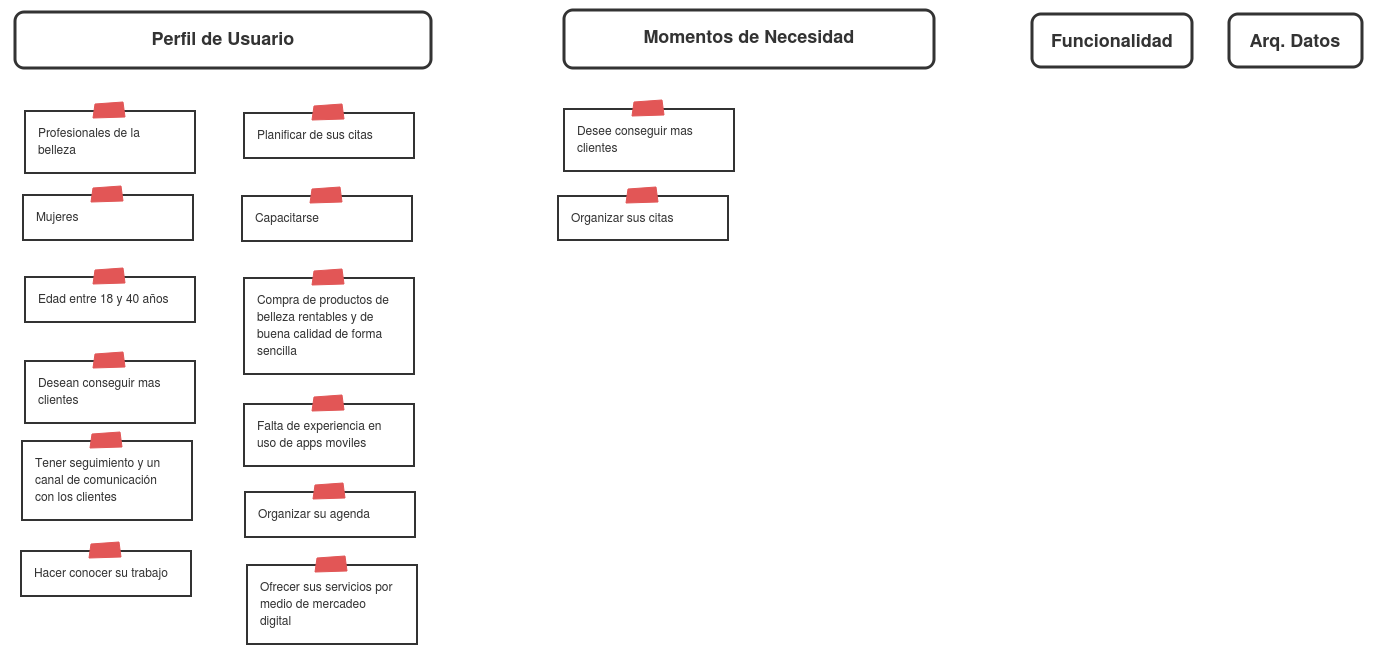 Perfil de Usuario
Momentos de Necesidad
Funcionalidad
Arq. Datos
Profesionales de la
belleza
Mujeres
Edad entre 18 y 40 años
Desean conseguir mas
clientes
Tener seguimiento y un
canal de comunicación
con los clientes
Hacer conocer su trabajo
Planificar de sus citas
Capacitarse
Compra de productos de
belleza rentables y de
buena calidad de forma
sencilla
Falta de experiencia en
uso de apps moviles
Organizar su agenda
Ofrecer sus servicios por
medio de mercadeo
digital
Desee conseguir mas
clientes
Organizar sus citas